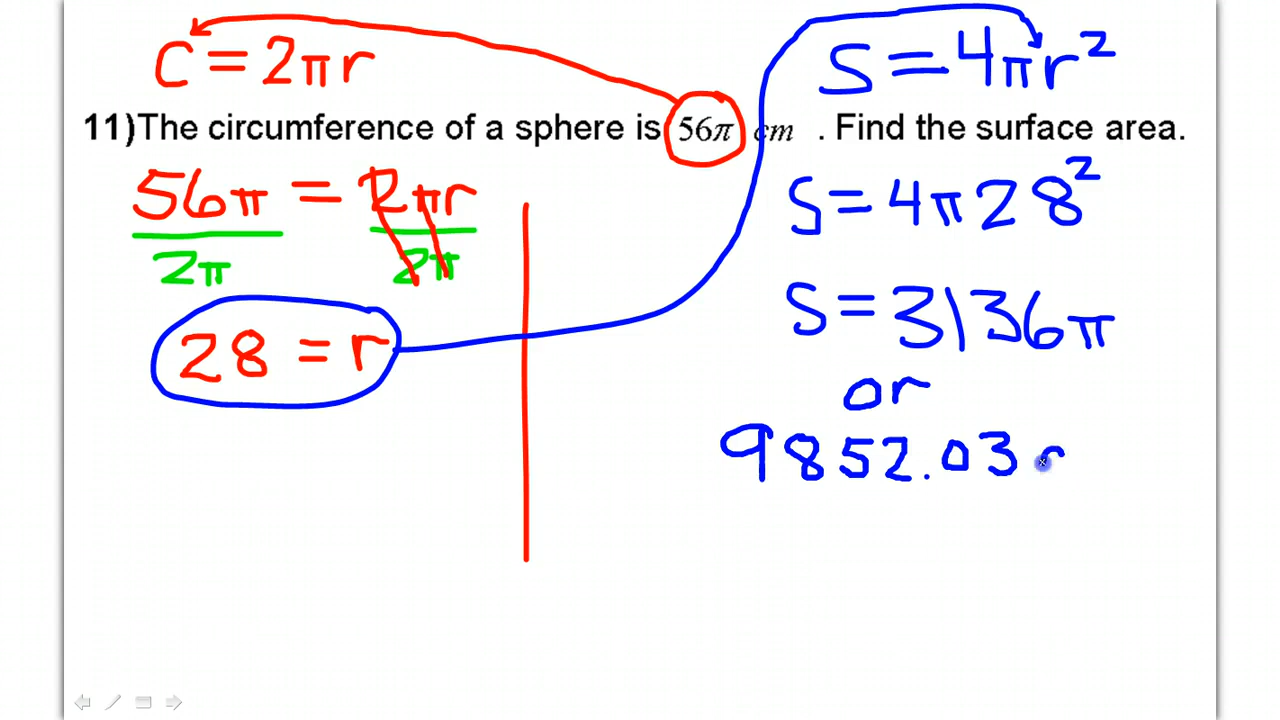 C = 2πr
S = 4πr²
11)The circumference of a sphere is 56π cm . Find the surface area.
56π = 2πr
2π 2π
28 = r
S = 4π28²
S = 3136π
or
9852.03